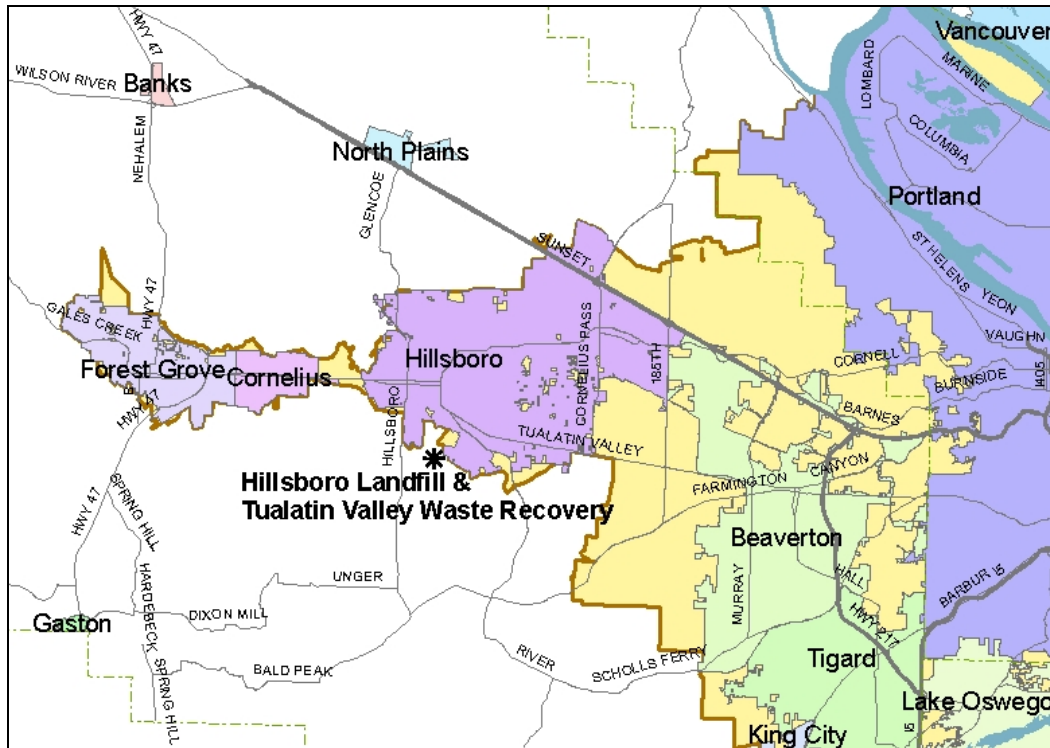 HWY 47
Vancouver
WILSON RIVER
Banks
LOMBARD
MARINE
COLUMBIA
NEHALEM
North Plains
Portland
GLENCOE
SUNSET
ST HELENS
YEON
HWY 47
GALES CREEK
VAUGHN
Forest Grove
Cornelius
Hillsboro
CORNELIUS PASS
185TH
CORNELL
BURNSIDE
I405
HWY 47
HILLSBORO
BARNES
TUALATIN VALLEY
CANYON
FARMINGTON
Hillsboro Landfill &
Tualatin Valley Waste Recovery
HWY 47
SPRING HILL
Beaverton
HALL
UNGER
MURRAY
BARBUR
I5
HARDEBECK
DIXON MILL
Gaston
HWY 217
RIVER
SCHOLLS FERRY
Tigard
BALD PEAK
SPRING HILL
Lake Oswego
I5
King City